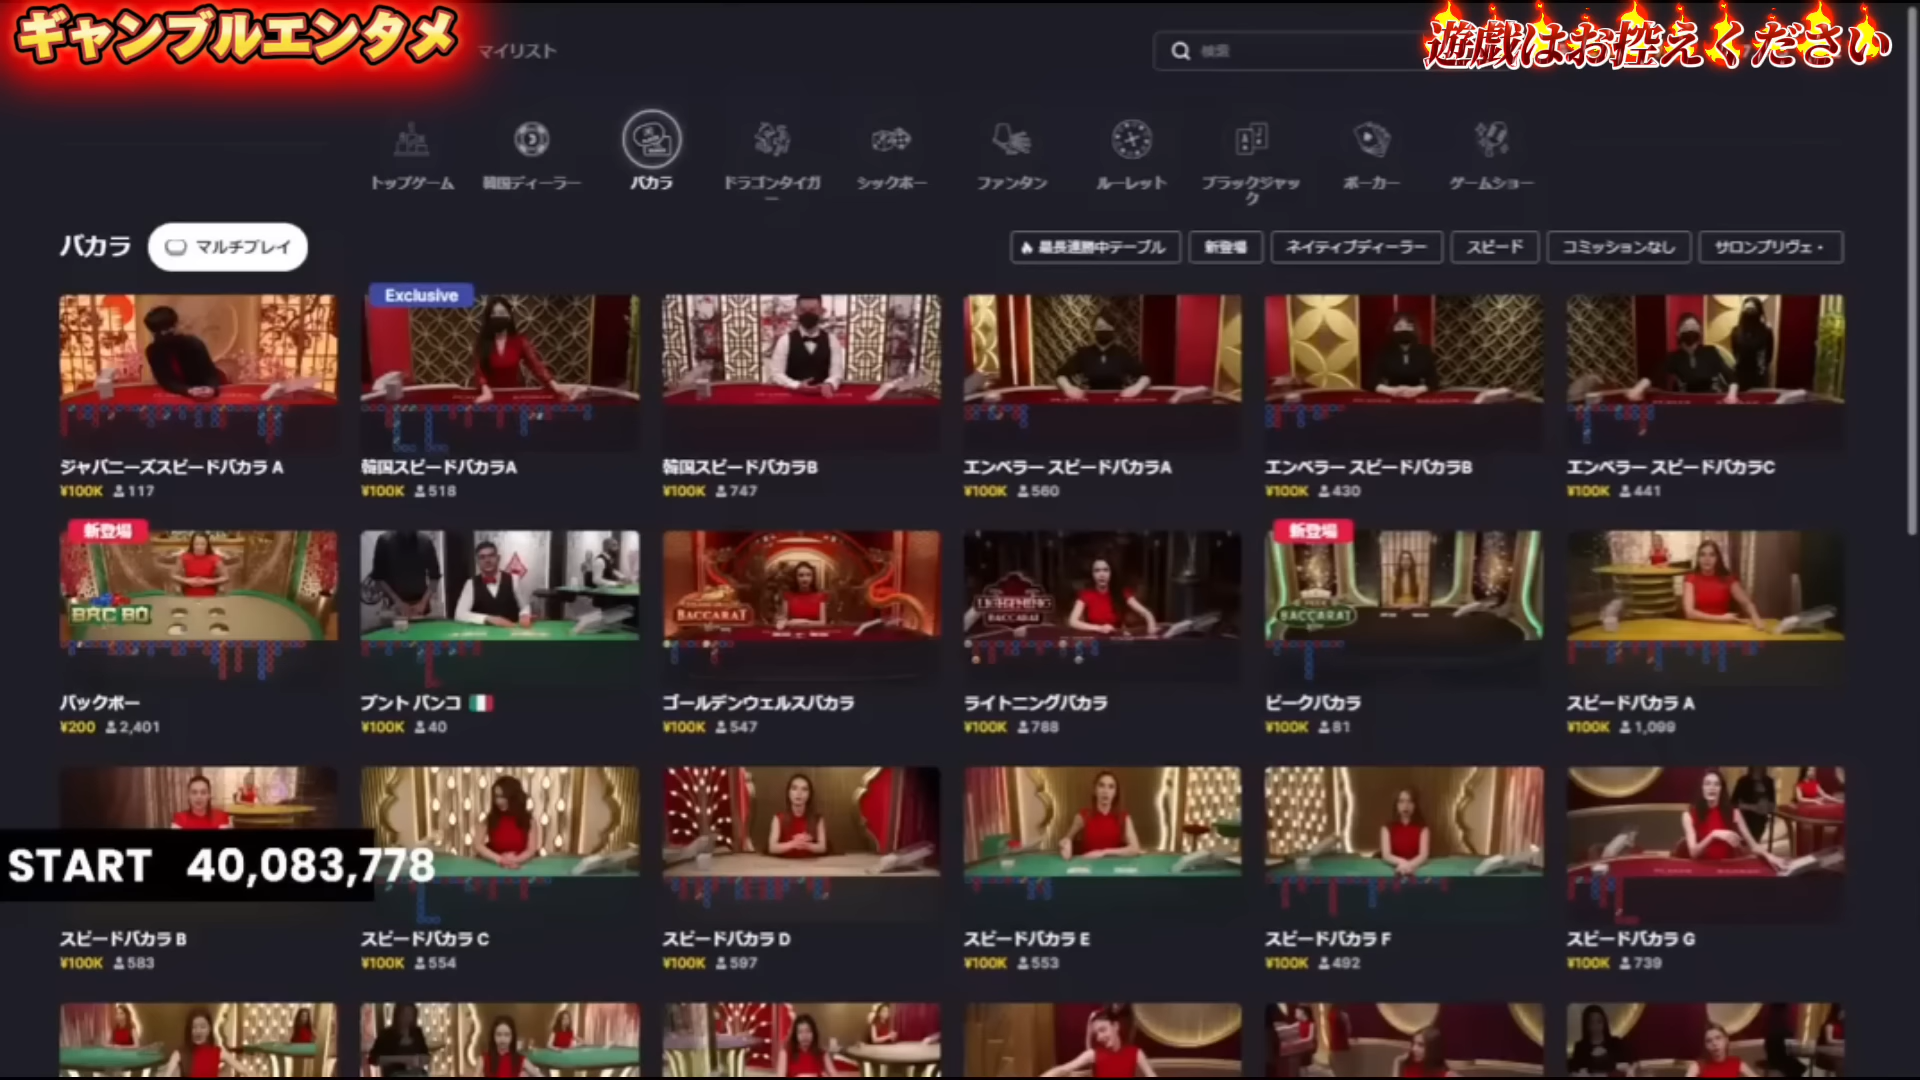 ギャンブルエンタメ
マイリスト
検索
遊戯はお控えください
トップゲーム
韓国ディーラー
バカラ
ドラゴンタイガー
シックボー
ファンタン
ルーレット
ブラックジャック
ポーカー
ゲームショー
バカラ
マルチプレイ
最長連勝中テーブル
新登場
ネイティブディーラー
スピード
コミッションなし
サロンプリヴェ・
Exclusive
ジャパニーズスピードバカラ A
¥100K 117
韓国スピードバカラA
¥100K 518
韓国スピードバカラB
¥100K 747
エンペラー スピードバカラA
¥100K 560
エンペラー スピードバカラB
¥100K 430
エンペラー スピードバカラC
¥100K 441
新登場
BAC BO
BACCARAT
LIGHTNING
BACCARAT
新登場
BACCARAT
バックボー
¥200 2,401
プント バンコ
¥100K 40
ゴールデンウェルスバカラ
¥100K 547
ライトニングバカラ
¥100K 788
ピークバカラ
¥100K 81
スピードバカラ A
¥100K 1,099
START 40,083,778
スピードバカラ B
¥100K 583
スピードバカラ C
¥100K 554
スピードバカラ D
¥100K 597
スピードバカラ E
¥100K 553
スピードバカラ F
¥100K 492
スピードバカラ G
¥100K 739